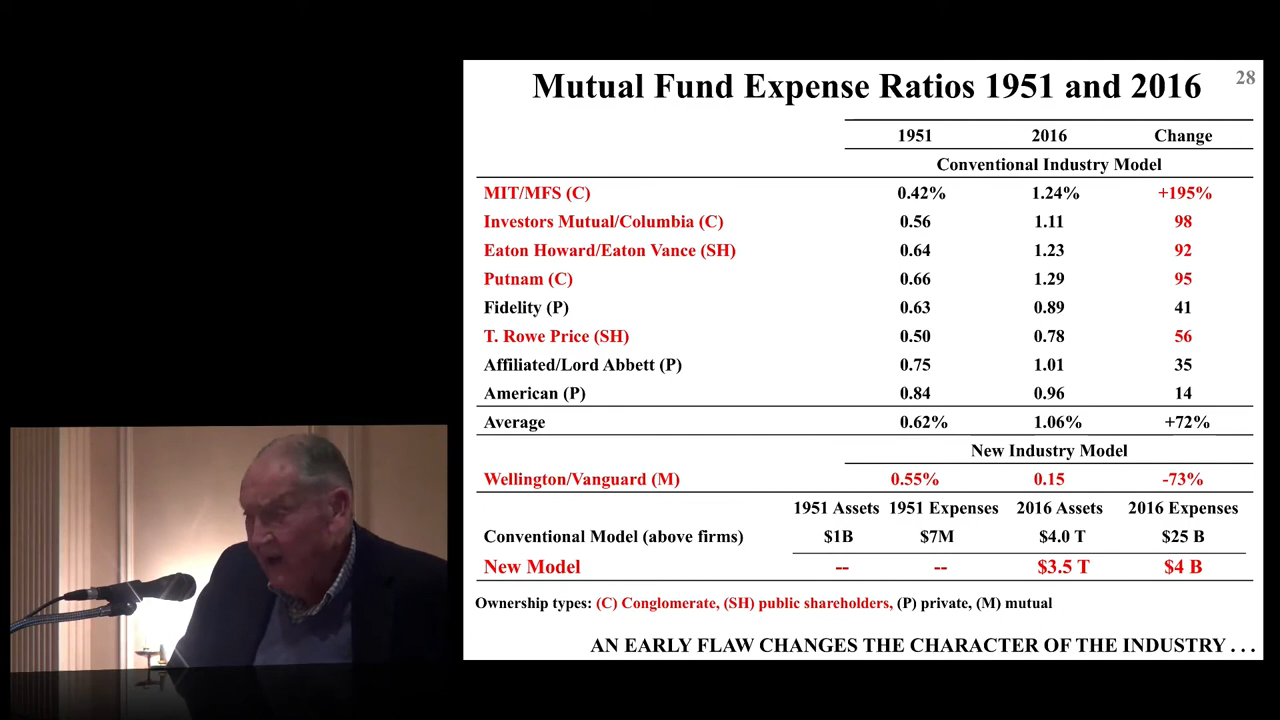 Mutual Fund Expense Ratios 1951 and 2016 28
1951 2016 Change
Conventional Industry Model
MIT/MFS (C) 0.42% 1.24% +195%
Investors Mutual/Columbia (C) 0.56 1.11 98
Eaton Howard/Eaton Vance (SH) 0.64 1.23 92
Putnam (C) 0.66 1.29 95
Fidelity (P) 0.63 0.89 41
T. Rowe Price (SH) 0.50 0.78 56
Affiliated/Lord Abbett (P) 0.75 1.01 35
American (P) 0.84 0.96 14
Average 0.62% 1.06% +72%
New Industry Model
Wellington/Vanguard (M) 0.55% 0.15 -73%
1951 Assets 1951 Expenses 2016 Assets 2016 Expenses
Conventional Model (above firms) $1B $7M $4.0 T $25 B
New Model -- -- $3.5 T $4 B
Ownership types: (C) Conglomerate, (SH) public shareholders, (P) private, (M) mutual
AN EARLY FLAW CHANGES THE CHARACTER OF THE INDUSTRY . . .